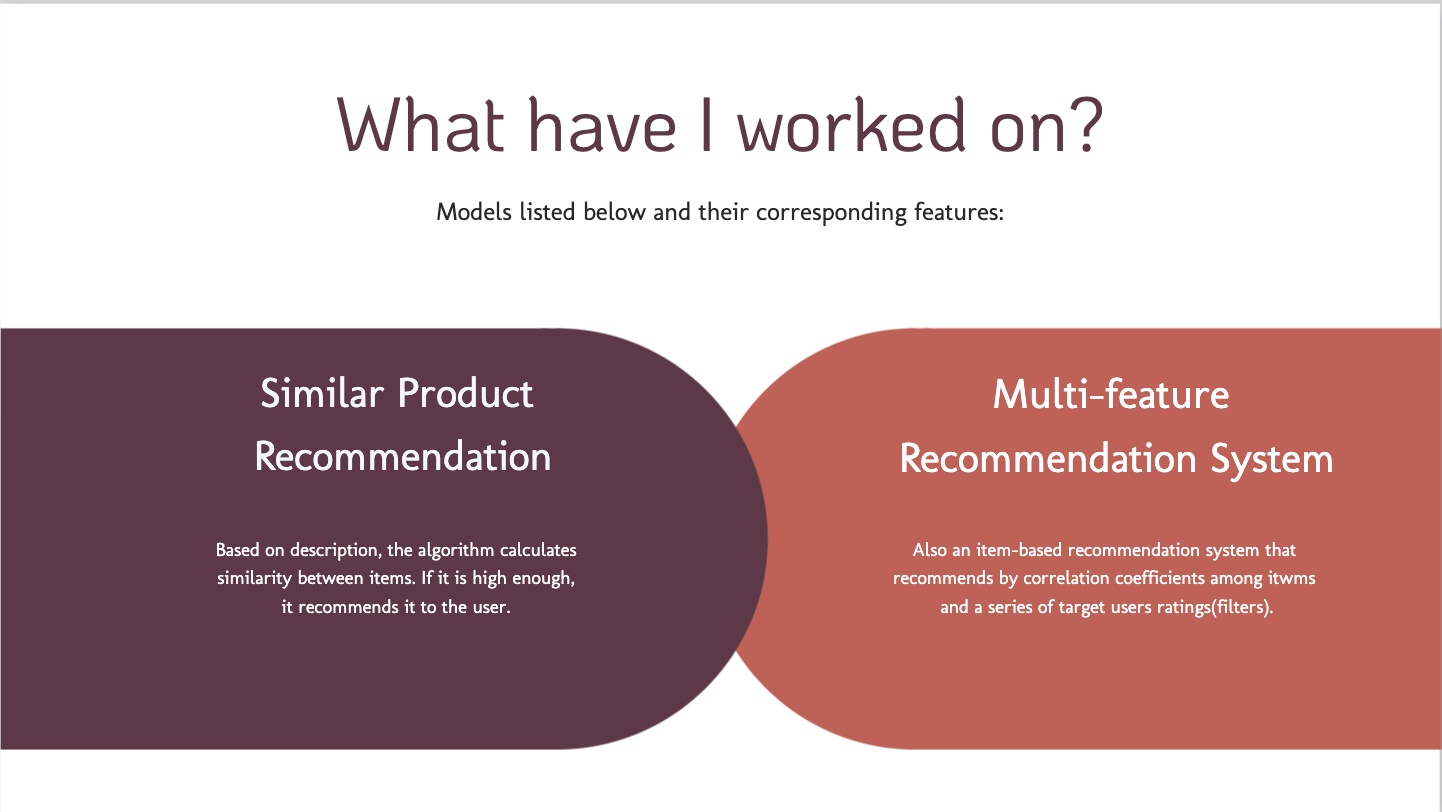 What have I worked on?
Models listed below and their corresponding features:
Similar Product
Recommendation
Based on description, the algorithm calculates
similarity between items. If it is high enough,
it recommends it to the user.
Multi-feature
Recommendation System
Also an item-based recommendation system that
recommends by correlation coefficients among itwms
and a series of target users ratings(filters).